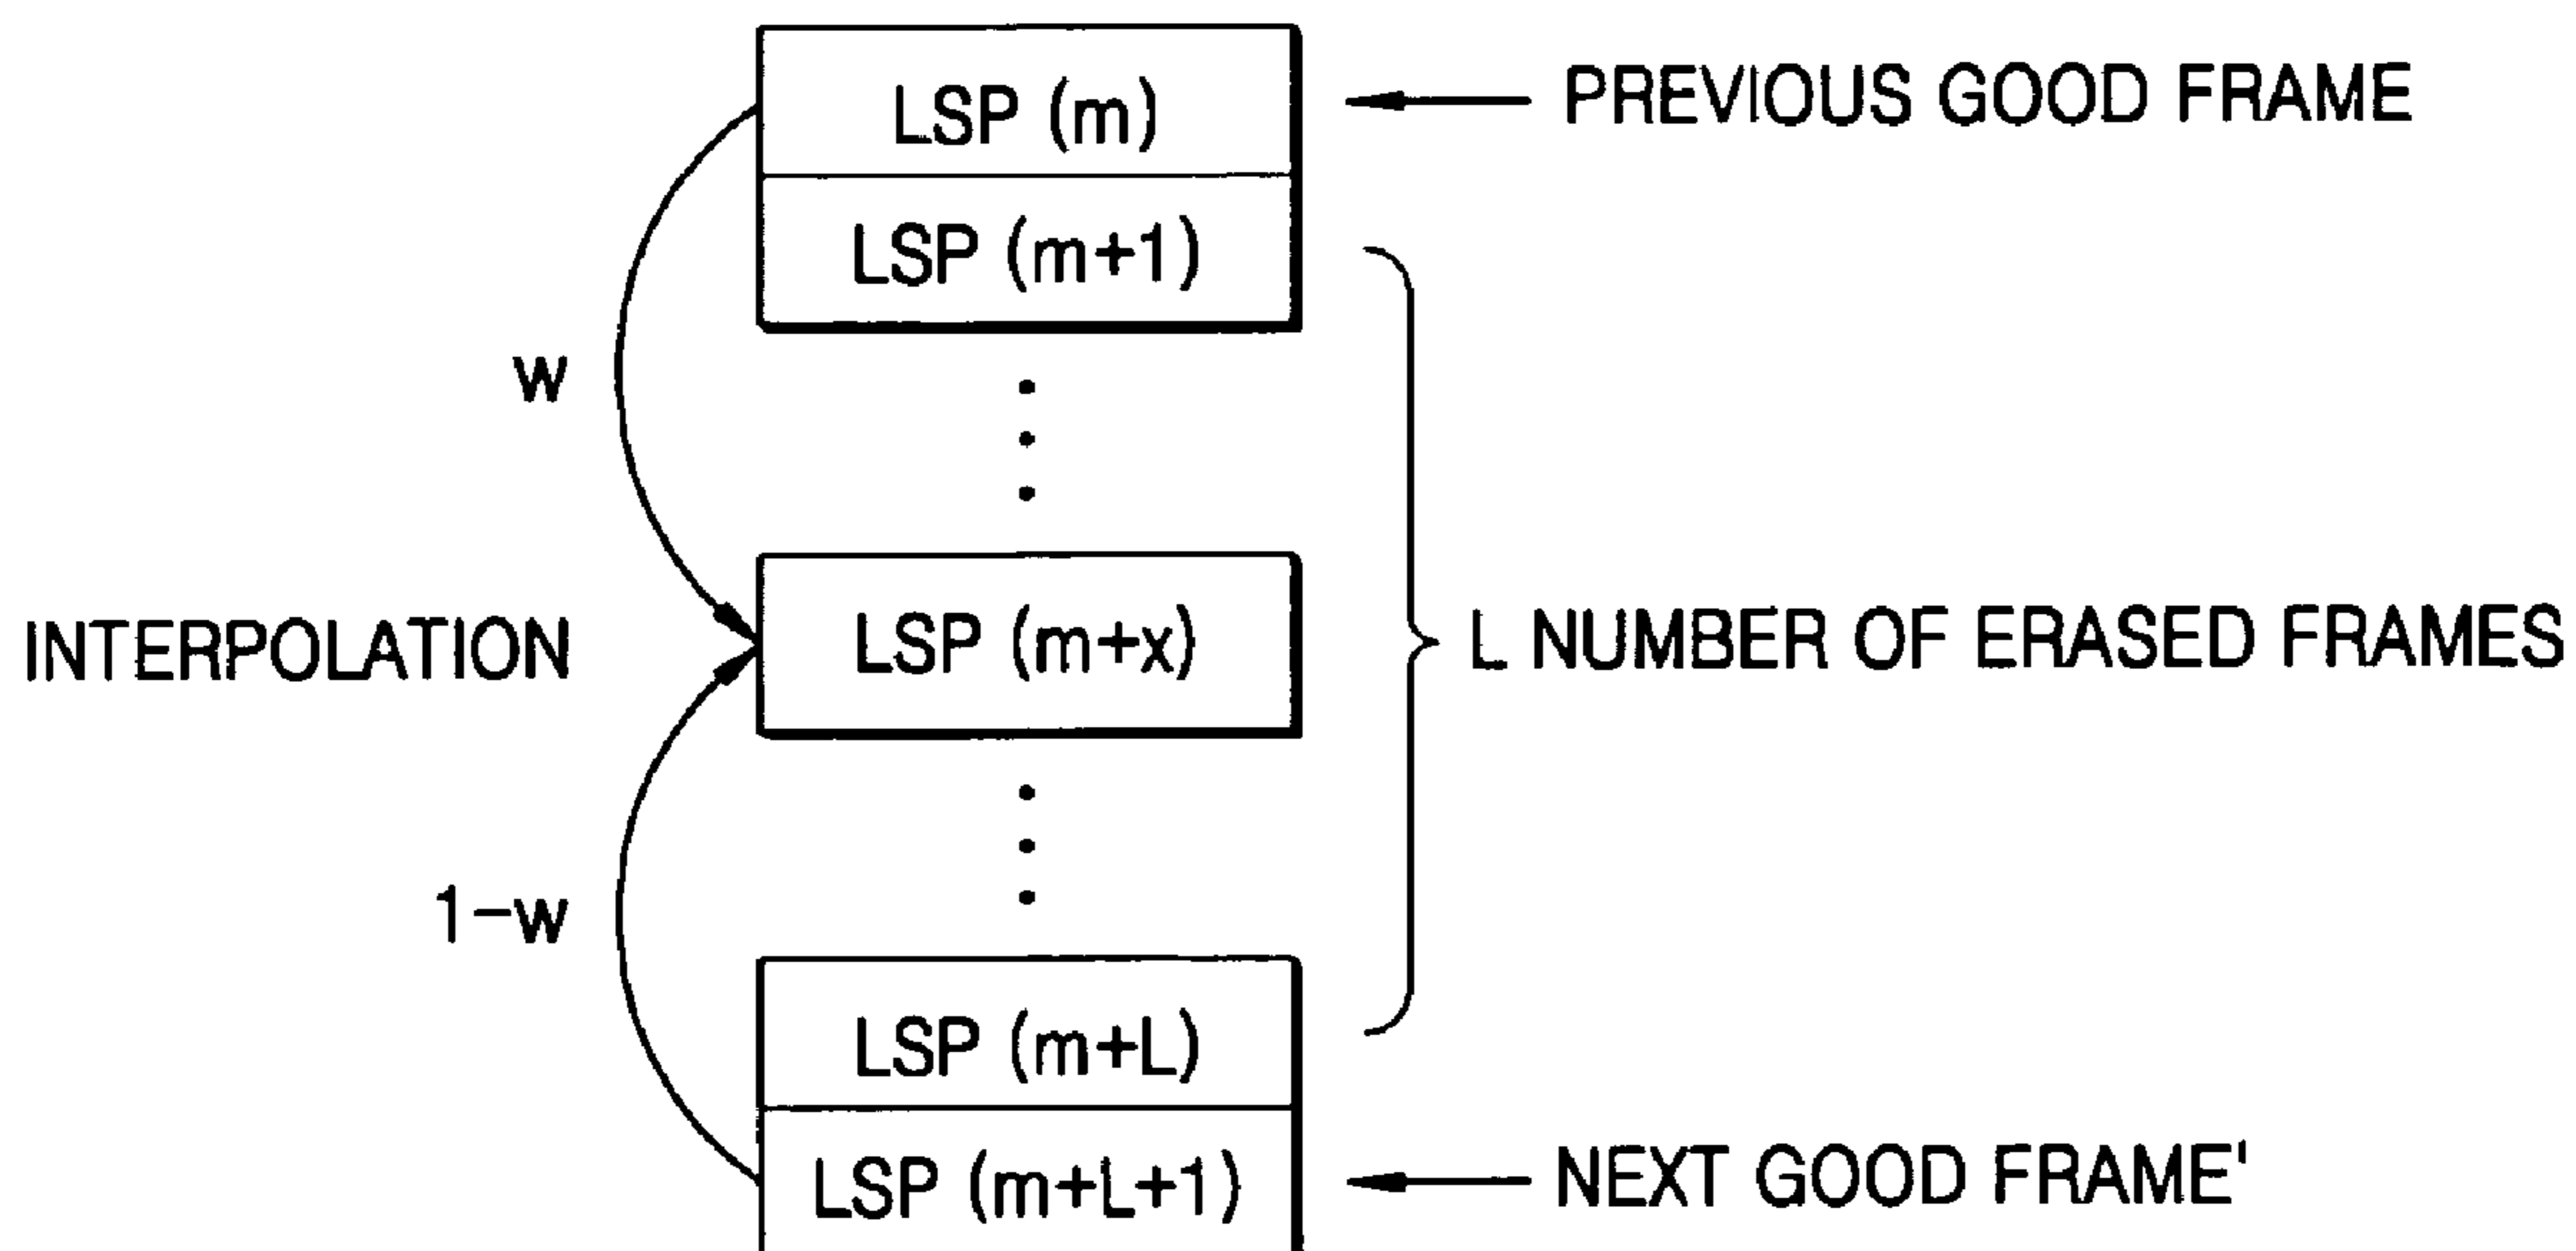 LSP (m)
PREVIOUS GOOD FRAME
LSP (m+1)
w
INTERPOLATION
LSP (m+x)
L NUMBER OF ERASED FRAMES
1-w
LSP (m+L)
LSP (m+L+1)
NEXT GOOD FRAME'